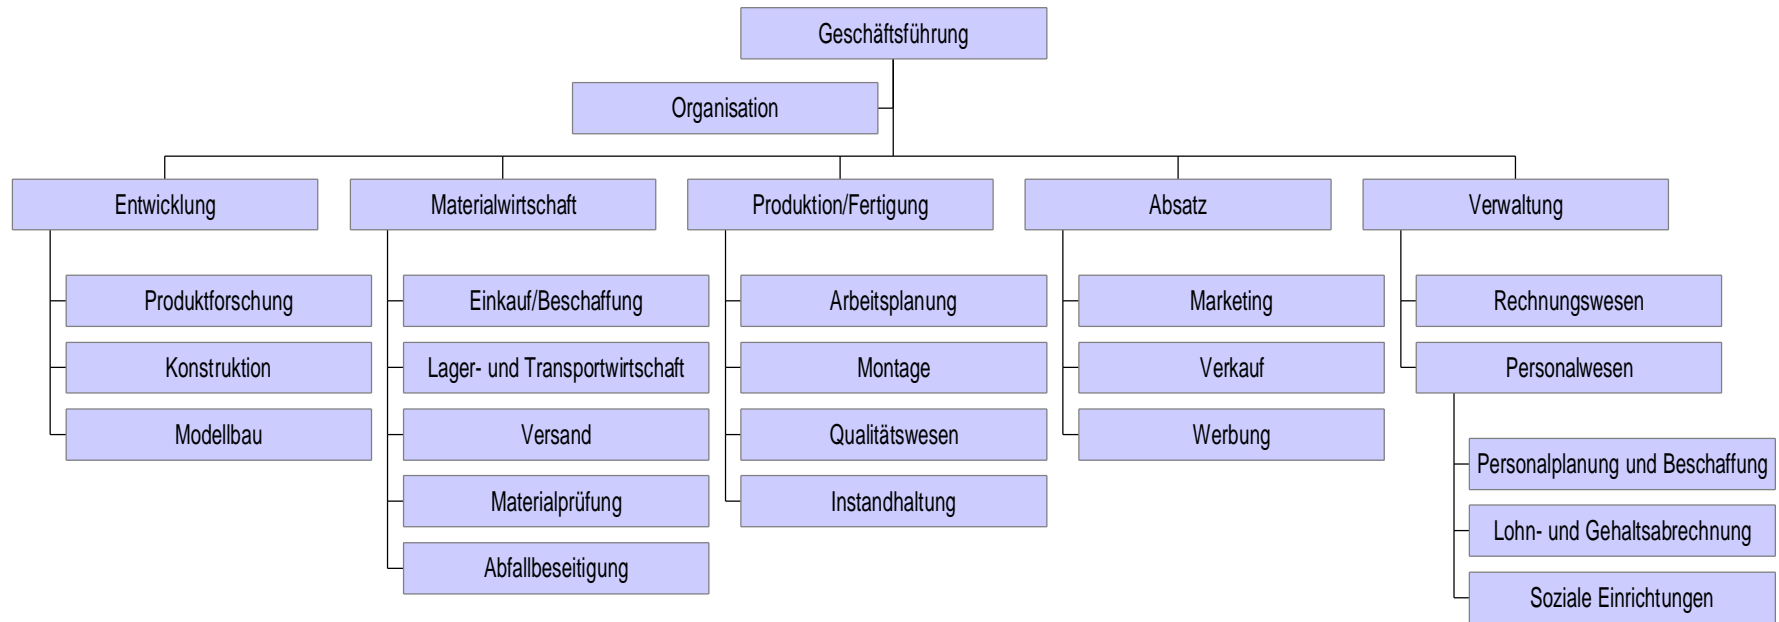 Geschäftsführung
Organisation
Entwicklung
Materialwirtschaft
Produktion/Fertigung
Absatz
Verwaltung
Produktforschung
Konstruktion
Modellbau
Einkauf/Beschaffung
Lager- und Transportwirtschaft
Versand
Materialprüfung
Abfallbeseitigung
Arbeitsplanung
Montage
Qualitätswesen
Instandhaltung
Marketing
Verkauf
Werbung
Rechnungswesen
Personalwesen
Personalplanung und Beschaffung
Lohn- und Gehaltsabrechnung
Soziale Einrichtungen